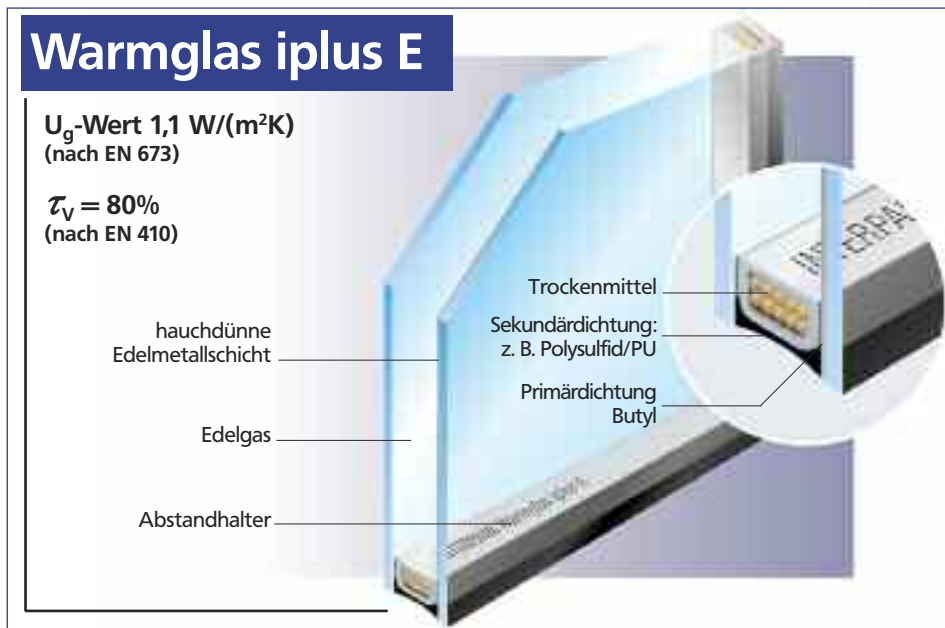 Warmglas iplus E
Ug-Wert 1,1 W/(m²K)
(nach EN 673)
τV = 80%
(nach EN 410)
hauchdünne
Edelmetallschicht
Edelgas
Abstandhalter
Trockenmittel
Sekundärdichtung:
z. B. Polysulfid/PU
Primärdichtung
Butyl